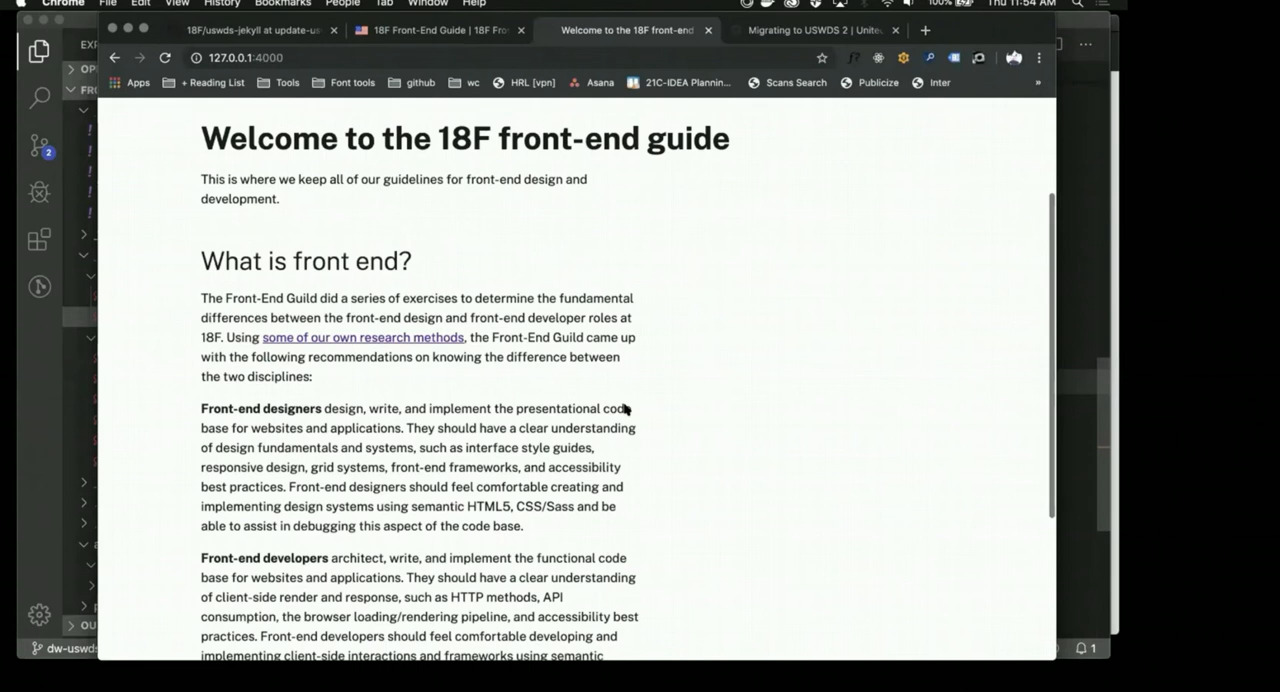 Chrome File Edit View History Bookmarks People Tab Window Help 100% Thu 11:54 AM
18F/uswds-jekyll at update-us
18F Front-End Guide | 18F Fro
Welcome to the 18F front-end
Migrating to USWDS 2 | Unite
127.0.0.1:4000
Apps + Reading List Tools Font tools github wc HRL [vpn] Asana 21C-IDEA Plannin... Scans Search Publicize Inter »
EXP
OP
FRO
2
OU
dw-uswds
1
Welcome to the 18F front-end guide
This is where we keep all of our guidelines for front-end design and
development.
What is front end?
The Front-End Guild did a series of exercises to determine the fundamental
differences between the front-end design and front-end developer roles at
18F. Using some of our own research methods, the Front-End Guild came up
with the following recommendations on knowing the difference between
the two disciplines:
Front-end designers design, write, and implement the presentational code
base for websites and applications. They should have a clear understanding
of design fundamentals and systems, such as interface style guides,
responsive design, grid systems, front-end frameworks, and accessibility
best practices. Front-end designers should feel comfortable creating and
implementing design systems using semantic HTML5, CSS/Sass and be
able to assist in debugging this aspect of the code base.
Front-end developers architect, write, and implement the functional code
base for websites and applications. They should have a clear understanding
of client-side render and response, such as HTTP methods, API
consumption, the browser loading/rendering pipeline, and accessibility best
practices. Front-end developers should feel comfortable developing and
implementing client-side interactions and frameworks using semantic